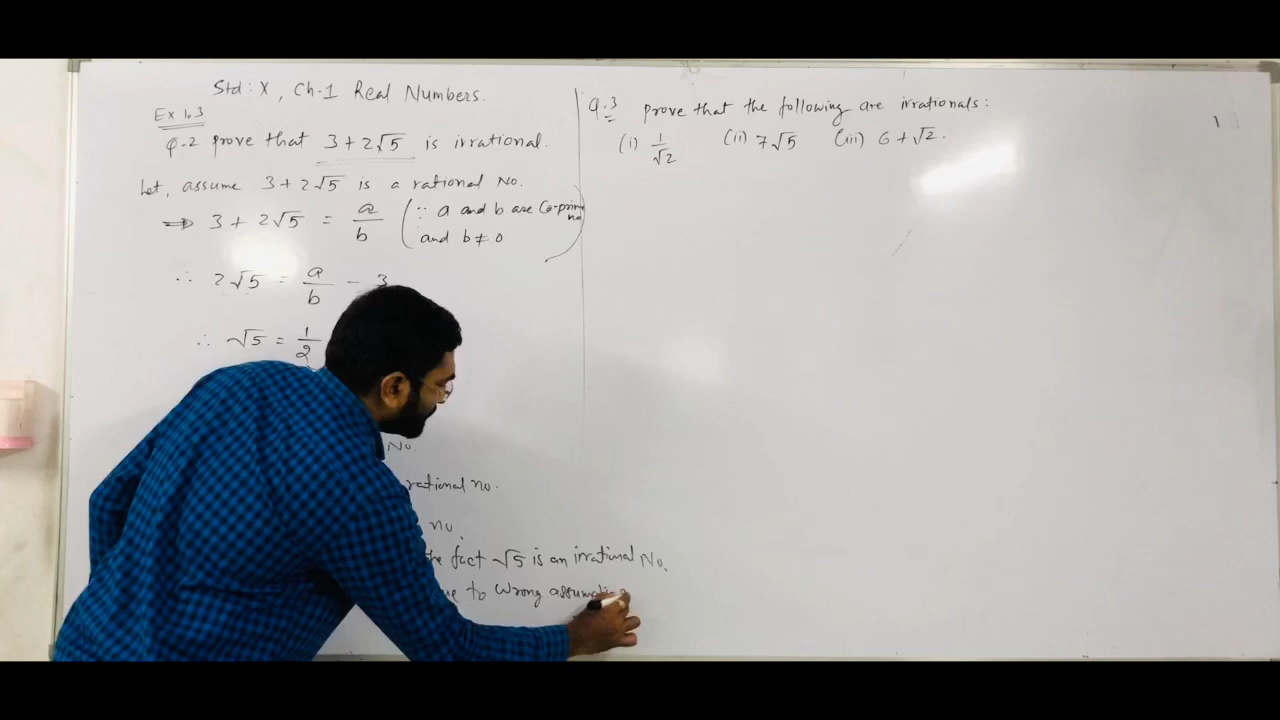 Std: X, Ch-1 Real Numbers.
Ex 1.3
Q-2 prove that 3+2√5 is irrational.
Let, assume 3+2√5 is a rational No.
⇒ 3 + 2√5 = a/b (∵ a and b are Co-prime no
and b ≠ 0)
∴ 2√5 = a/b - 3
∴ √5 = 1/2
No.
rational no.
no.
the fact √5 is an irrational No.
to Wrong
Q.3 prove that the following are irrationals:
(i) 1/√2 (ii) 7√5 (iii) 6+√2.